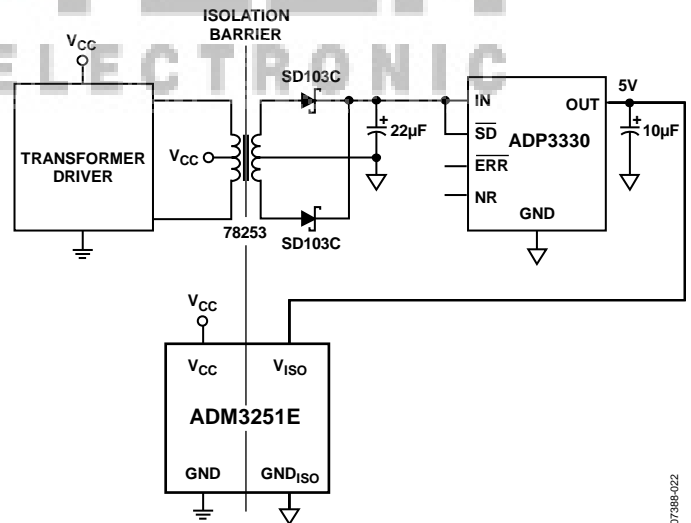 ISOLATION
BARRIER
VCC
ELECTRONIC
SD103C
TRANSFORMER
DRIVER
VCC
78253
SD103C
+
22µF
IN
SD
ERR
NR
OUT
ADP3330
GND
5V
+
10µF
VCC
VCC
VISO
ADM3251E
GND
GNDISO
07388-022